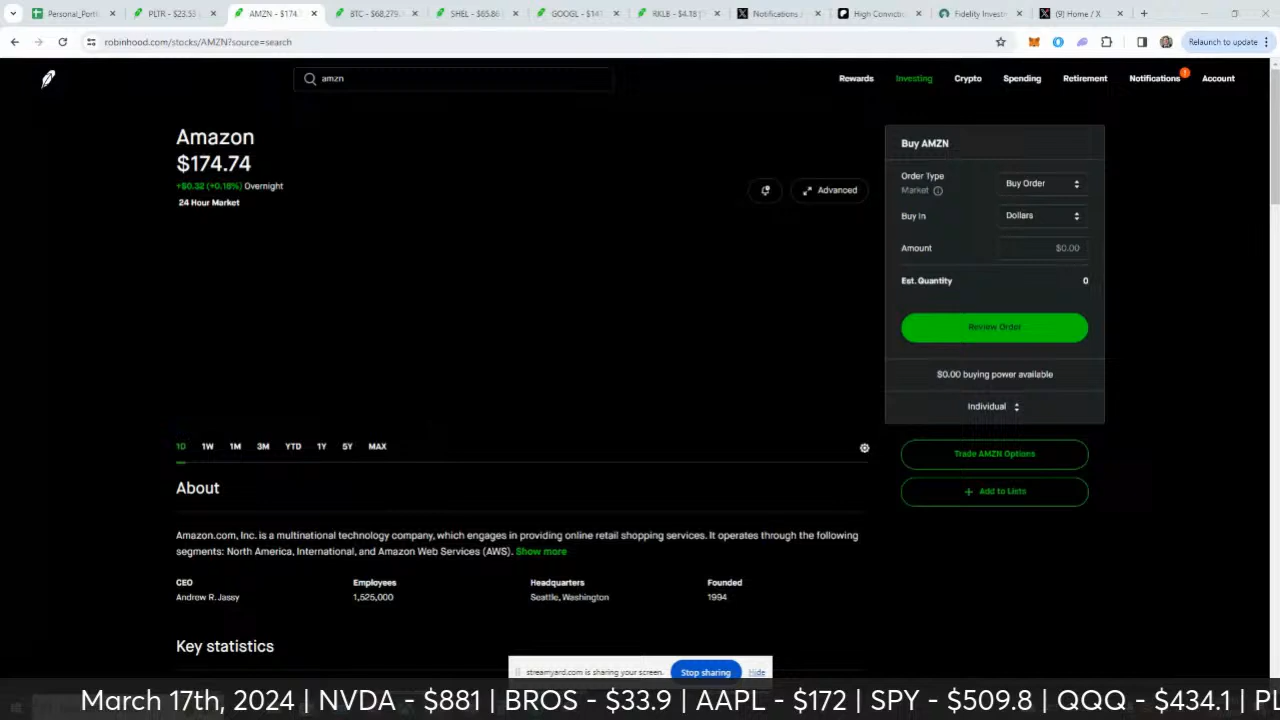 Personal_Portf
PLTR - $23.55
AMZN - $174.
BTC - $68,279.
SHEL - $65.86
GOOGL - $141
RKLB - $4.18 |
Notifications
High Conviction
Fidelity Investm
(9) Home / X
robinhood.com/stocks/AMZN?source=search
Relaunch to update
amzn
Rewards
Investing
Crypto
Spending
Retirement
Notifications
Account
Amazon
$174.74
+$0.32 (+0.18%) Overnight
24 Hour Market
Advanced
Buy AMZN
Order Type
Market
Buy Order
Buy In
Dollars
Amount
$0.00
Est. Quantity
0
Review Order
$0.00 buying power available
Individual
Trade AMZN Options
+ Add to Lists
1D 1W 1M 3M YTD 1Y 5Y MAX
About
Amazon.com, Inc. is a multinational technology company, which engages in providing online retail shopping services. It operates through the following
segments: North America, International, and Amazon Web Services (AWS). Show more
CEO Employees Headquarters Founded
Andrew R. Jassy 1,525,000 Seattle, Washington 1994
Key statistics
streamyard.com is sharing your screen. Stop sharing Hide
March 17th, 2024 | NVDA - $881 | BROS - $33.9 | AAPL - $172 | SPY - $509.8 | QQQ - $434.1 | PL